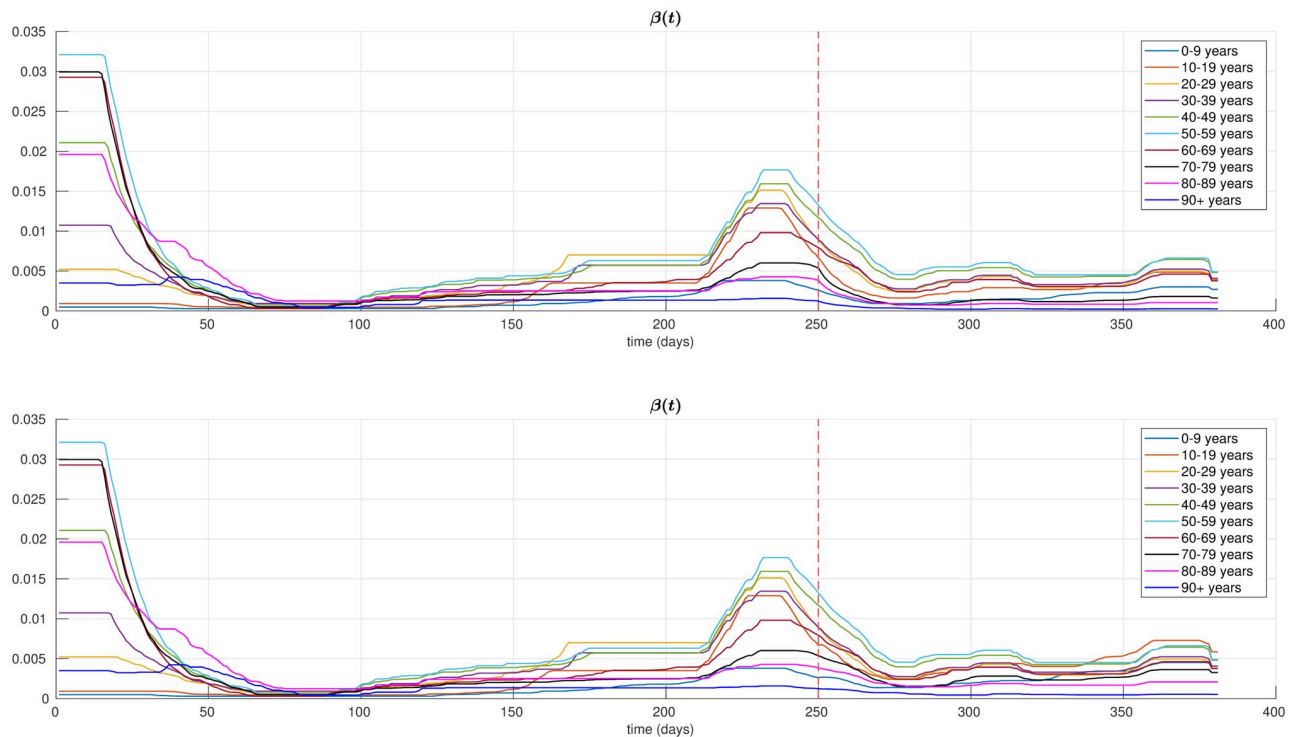 β(t)
0.035
0.03
0.025
0.02
0.015
0.01
0.005
0
0 50 100 150 200 250 300 350 400
time (days)
0-9 years
10-19 years
20-29 years
30-39 years
40-49 years
50-59 years
60-69 years
70-79 years
80-89 years
90+ years
β(t)
0.035
0.03
0.025
0.02
0.015
0.01
0.005
0
0 50 100 150 200 250 300 350 400
time (days)
0-9 years
10-19 years
20-29 years
30-39 years
40-49 years
50-59 years
60-69 years
70-79 years
80-89 years
90+ years